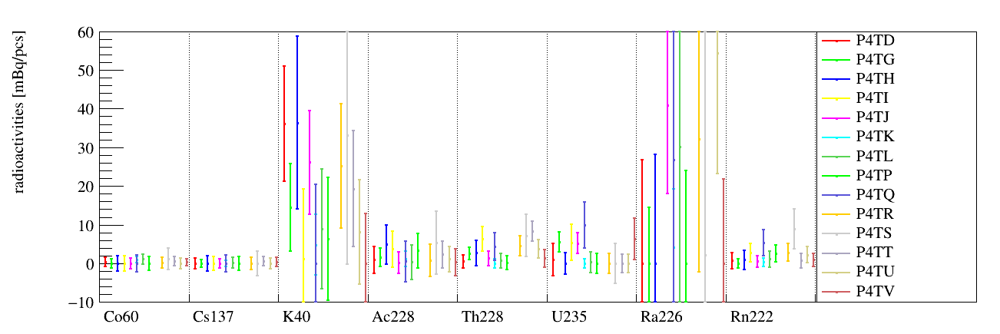 radioactivities [mBq/pcs]
60
50
40
30
20
10
0
−10
Co60 Cs137 K40 Ac228 Th228 U235 Ra226 Rn222
P4TD
P4TG
P4TH
P4TI
P4TJ
P4TK
P4TL
P4TP
P4TQ
P4TR
P4TS
P4TT
P4TU
P4TV